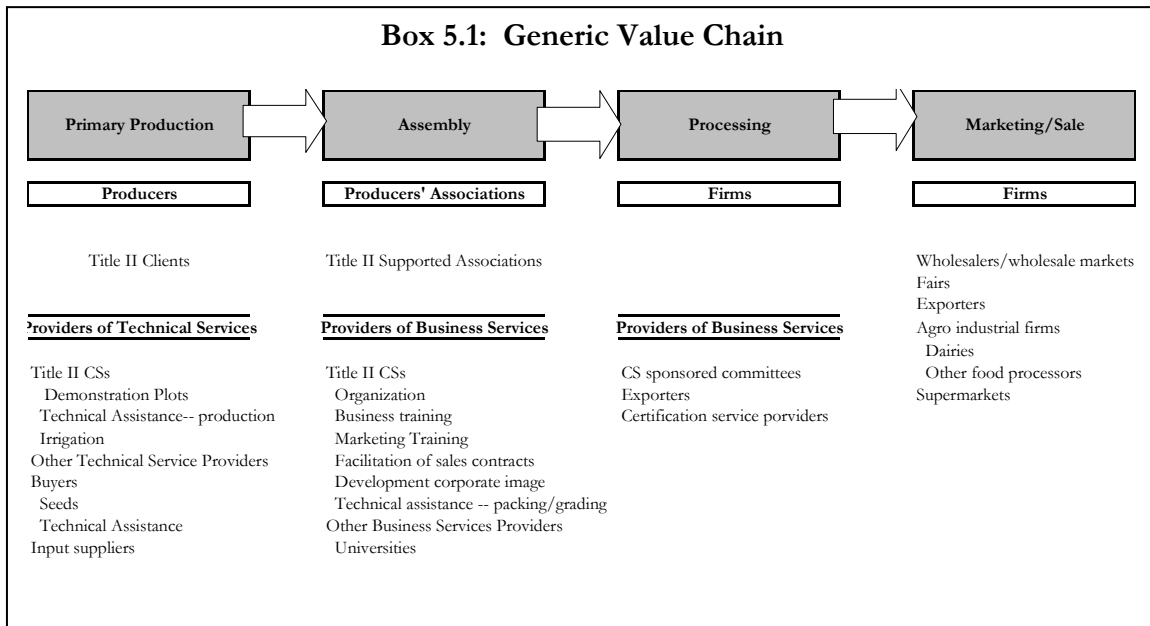 Box 5.1: Generic Value Chain
Primary Production
Assembly
Processing
Marketing/Sale
Producers
Producers' Associations
Firms
Firms
Title II Clients
Title II Supported Associations
Wholesalers/wholesale markets
Fairs
Exporters
Agro industrial firms
Dairies
Other food processors
Supermarkets
Providers of Technical Services
Title II CSs
Demonstration Plots
Technical Assistance-- production
Irrigation
Other Technical Service Providers
Buyers
Seeds
Technical Assistance
Input suppliers
Providers of Business Services
Title II CSs
Organization
Business training
Marketing Training
Facilitation of sales contracts
Development corporate image
Technical assistance -- packing/grading
Other Business Services Providers
Universities
Providers of Business Services
CS sponsored committees
Exporters
Certification service porviders